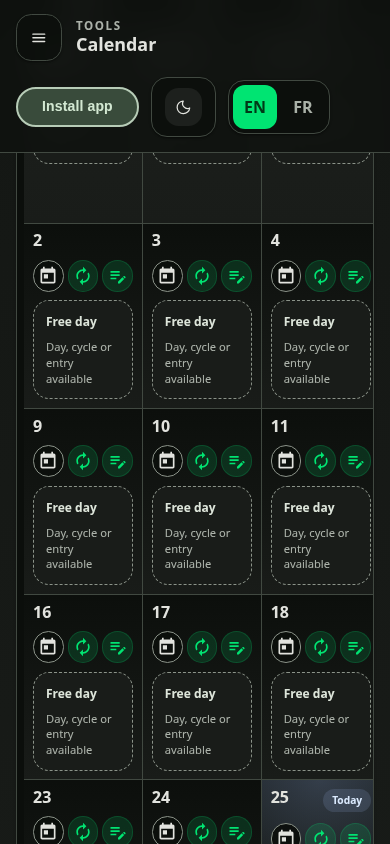 TOOLS
Calendar
Install app
EN
FR
2
3
4
Free day
Day, cycle or
entry
available
Free day
Day, cycle or
entry
available
Free day
Day, cycle or
entry
available
9
10
11
Free day
Day, cycle or
entry
available
Free day
Day, cycle or
entry
available
Free day
Day, cycle or
entry
available
16
17
18
Free day
Day, cycle or
entry
available
Free day
Day, cycle or
entry
available
Free day
Day, cycle or
entry
available
23
24
25
Today